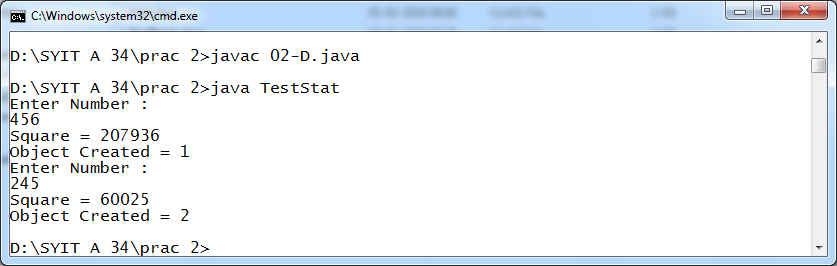 C:\Windows\system32\cmd.exe
D:\SYIT A 34\prac 2>javac 02-D.java
D:\SYIT A 34\prac 2>java TestStat
Enter Number :
456
Square = 207936
Object Created = 1
Enter Number :
245
Square = 60025
Object Created = 2
D:\SYIT A 34\prac 2>